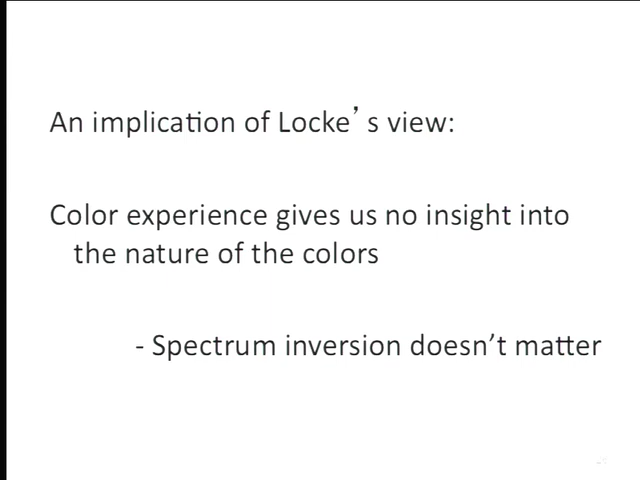 An implication of Locke’s view:
Color experience gives us no insight into
the nature of the colors
- Spectrum inversion doesn’t matter